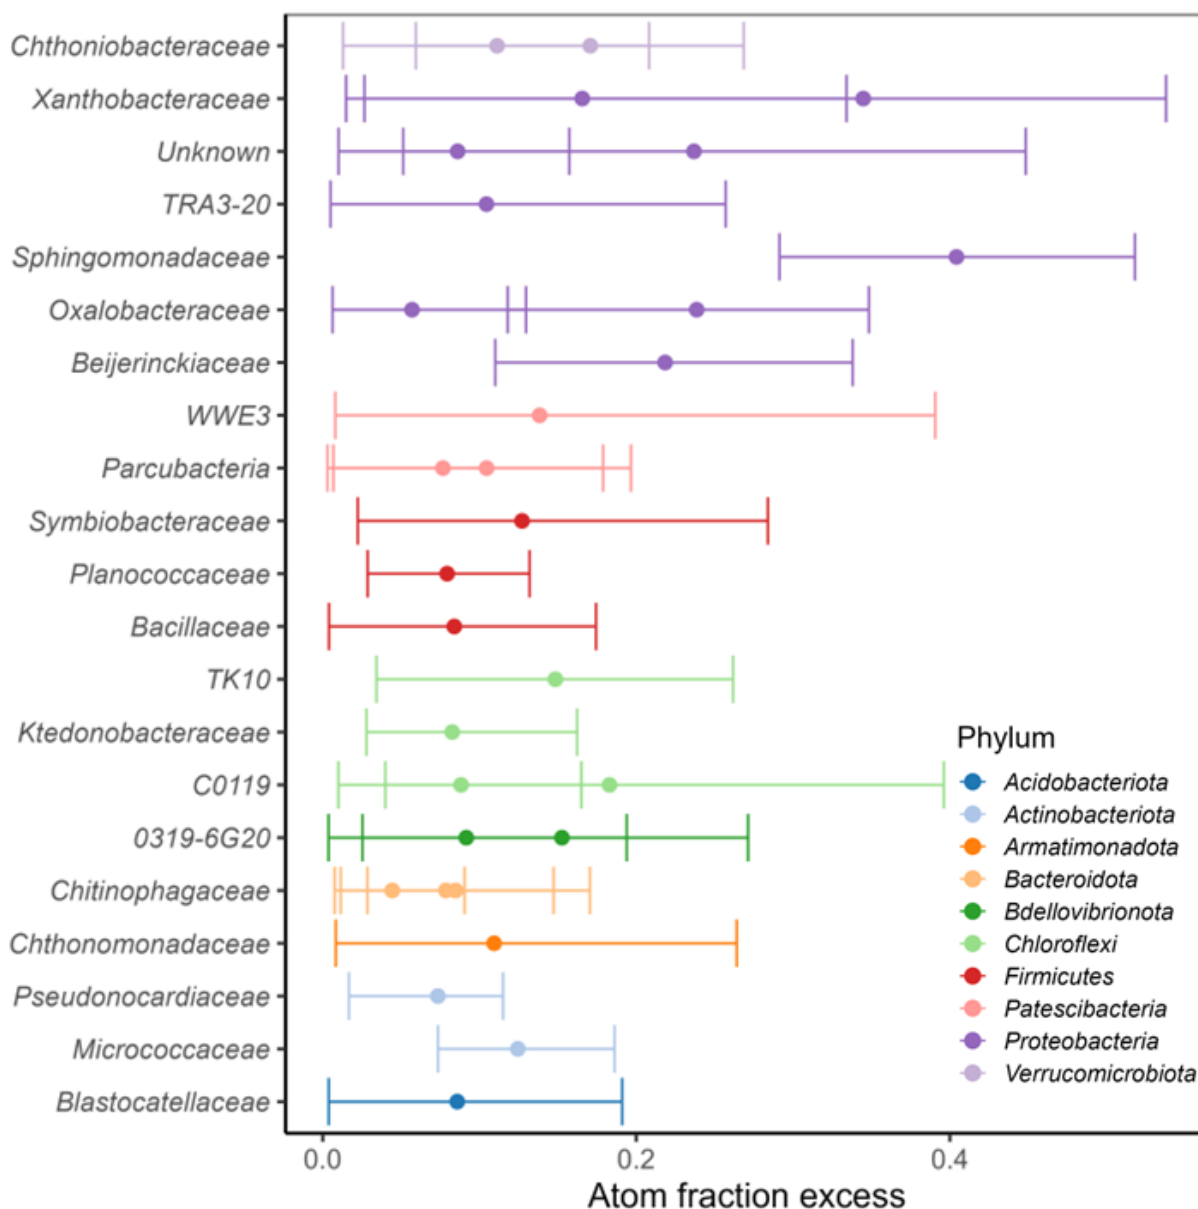 Chthoniobacteraceae
Xanthobacteraceae
Unknown
TRA3-20
Sphingomonadaceae
Oxalobacteraceae
Beijerinckiaceae
WWE3
Parcubacteria
Symbiobacteraceae
Planococcaceae
Bacillaceae
TK10
Ktedonobacteraceae
C0119
0319-6G20
Chitinophagaceae
Chthonomonadaceae
Pseudonocardiaceae
Micrococcaceae
Blastocatellaceae
Phylum
Acidobacteriota
Actinobacteriota
Armatimonadota
Bacteroidota
Bdellovibrionota
Chloroflexi
Firmicutes
Patescibacteria
Proteobacteria
Verrucomicrobiota
0.0 0.2 0.4
Atom fraction excess